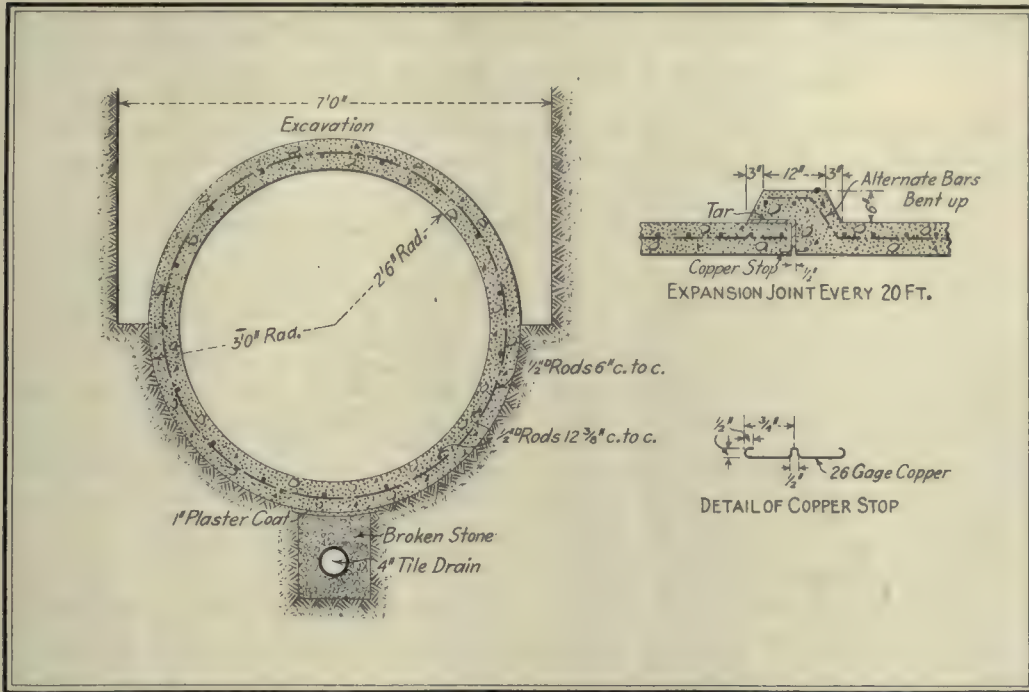 7'0"
Excavation
2'6" Rad.
3'0" Rad.
½"□ Rods 6" c. to c.
½"□ Rods 12 ⅜" c. to c.
1" Plaster Coat
Broken Stone
4" Tile Drain
3" 12" 3"
Alternate Bars
Bent up
Tar
6"
Copper Stop
½"
EXPANSION JOINT EVERY 20 FT.
½" ¾"
½"
26 Gage Copper
DETAIL OF COPPER STOP